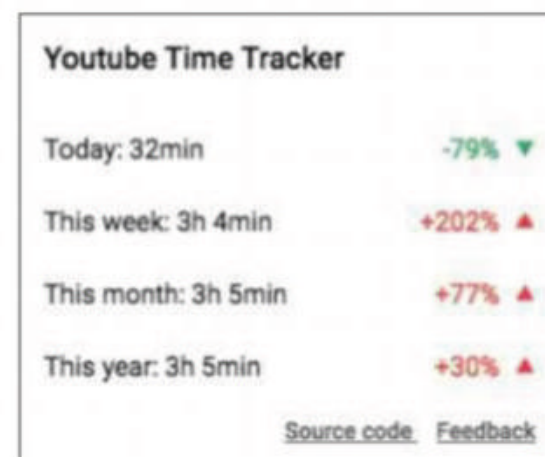 Youtube Time Tracker
Today: 32min -79% ▼
This week: 3h 4min +202% ▲
This month: 3h 5min +77% ▲
This year: 3h 5min +30% ▲
Source code Feedback